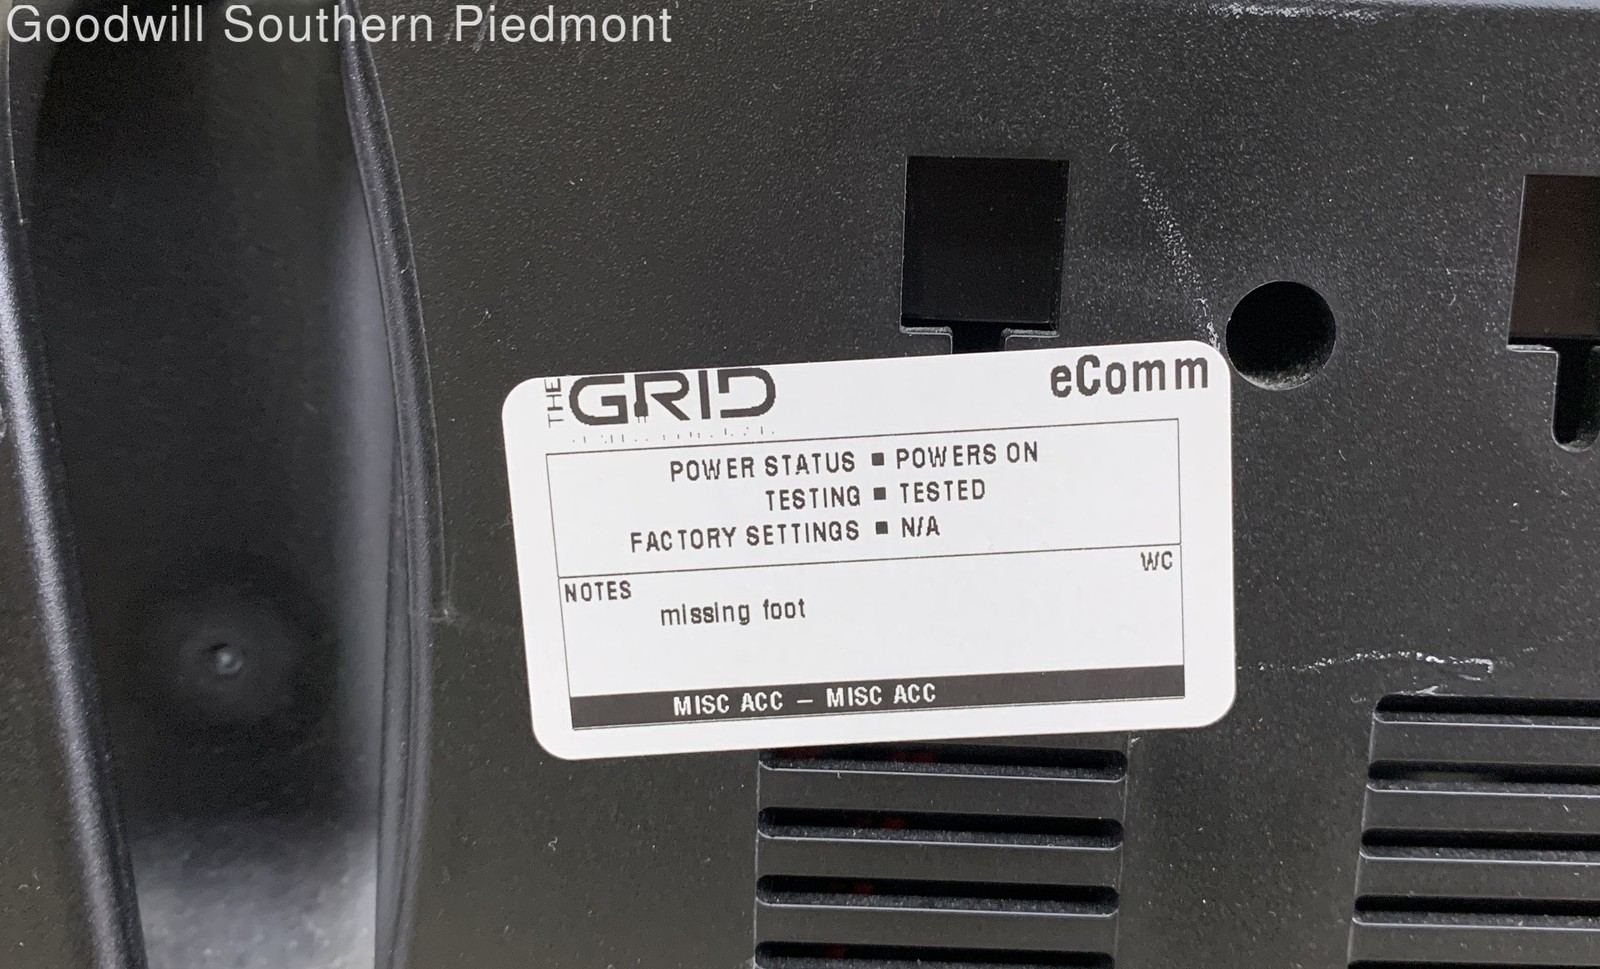 Goodwill Southern Piedmont
THE GRID
eComm
POWER STATUS ■ POWERS ON
TESTING ■ TESTED
FACTORY SETTINGS ■ N/A
NOTES
WC
missing foot
MISC ACC – MISC ACC